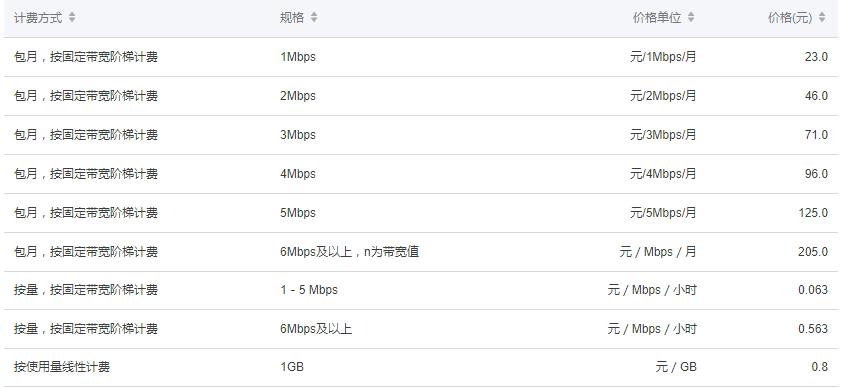 计费方式 规格 价格单位 价格(元)
包月，按固定带宽阶梯计费 1Mbps 元/1Mbps/月 23.0
包月，按固定带宽阶梯计费 2Mbps 元/2Mbps/月 46.0
包月，按固定带宽阶梯计费 3Mbps 元/3Mbps/月 71.0
包月，按固定带宽阶梯计费 4Mbps 元/4Mbps/月 96.0
包月，按固定带宽阶梯计费 5Mbps 元/5Mbps/月 125.0
包月，按固定带宽阶梯计费 6Mbps及以上，n为带宽值 元 / Mbps / 月 205.0
按量，按固定带宽阶梯计费 1 - 5 Mbps 元 / Mbps / 小时 0.063
按量，按固定带宽阶梯计费 6Mbps及以上 元 / Mbps / 小时 0.563
按使用量线性计费 1GB 元 / GB 0.8